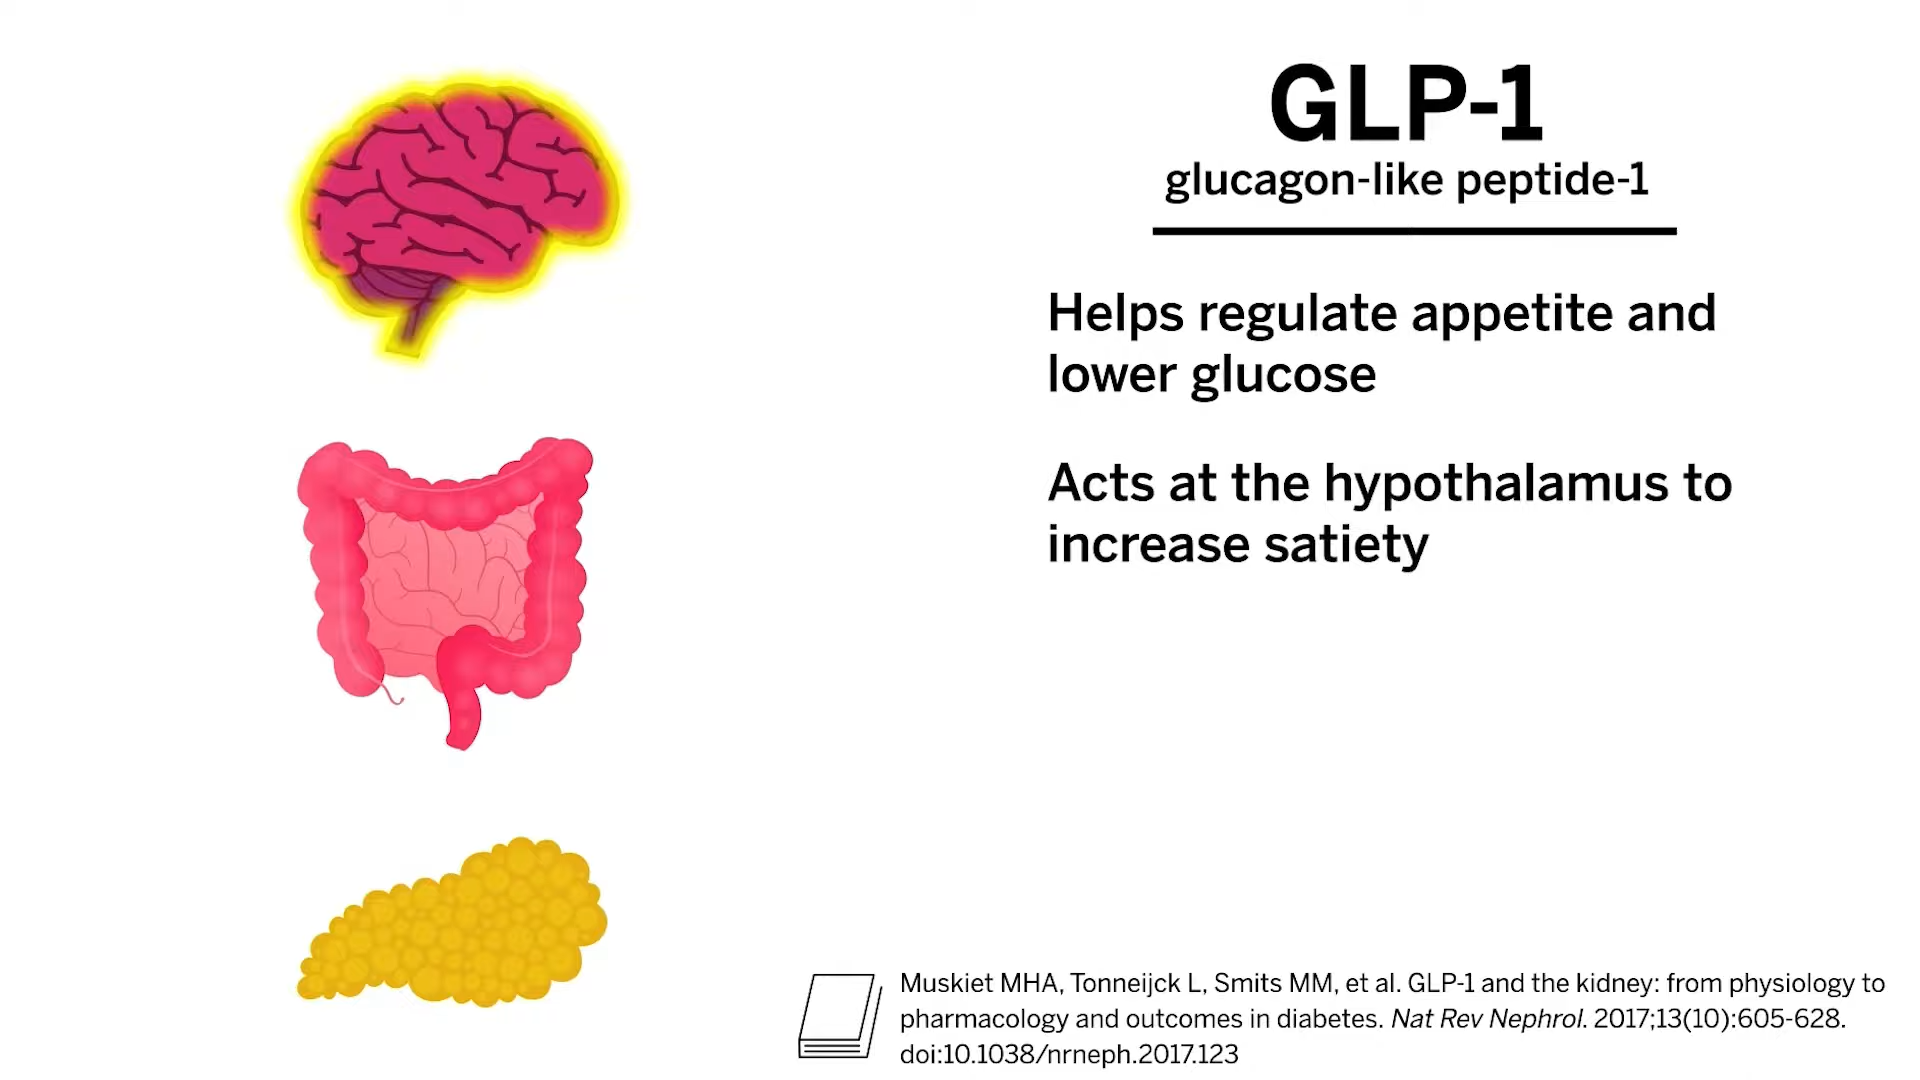 GLP-1
glucagon-like peptide-1
Helps regulate appetite and
lower glucose
Acts at the hypothalamus to
increase satiety
Muskiet MHA, Tonneijck L, Smits MM, et al. GLP-1 and the kidney: from physiology to
pharmacology and outcomes in diabetes. Nat Rev Nephrol. 2017;13(10):605-628.
doi:10.1038/nrneph.2017.123